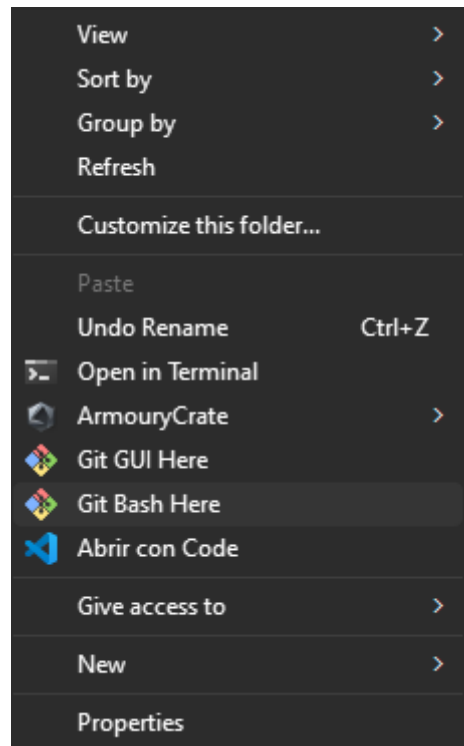 View
Sort by
Group by
Refresh
Customize this folder...
Paste
Undo Rename Ctrl+Z
Open in Terminal
ArmouryCrate
Git GUI Here
Git Bash Here
Abrir con Code
Give access to
New
Properties